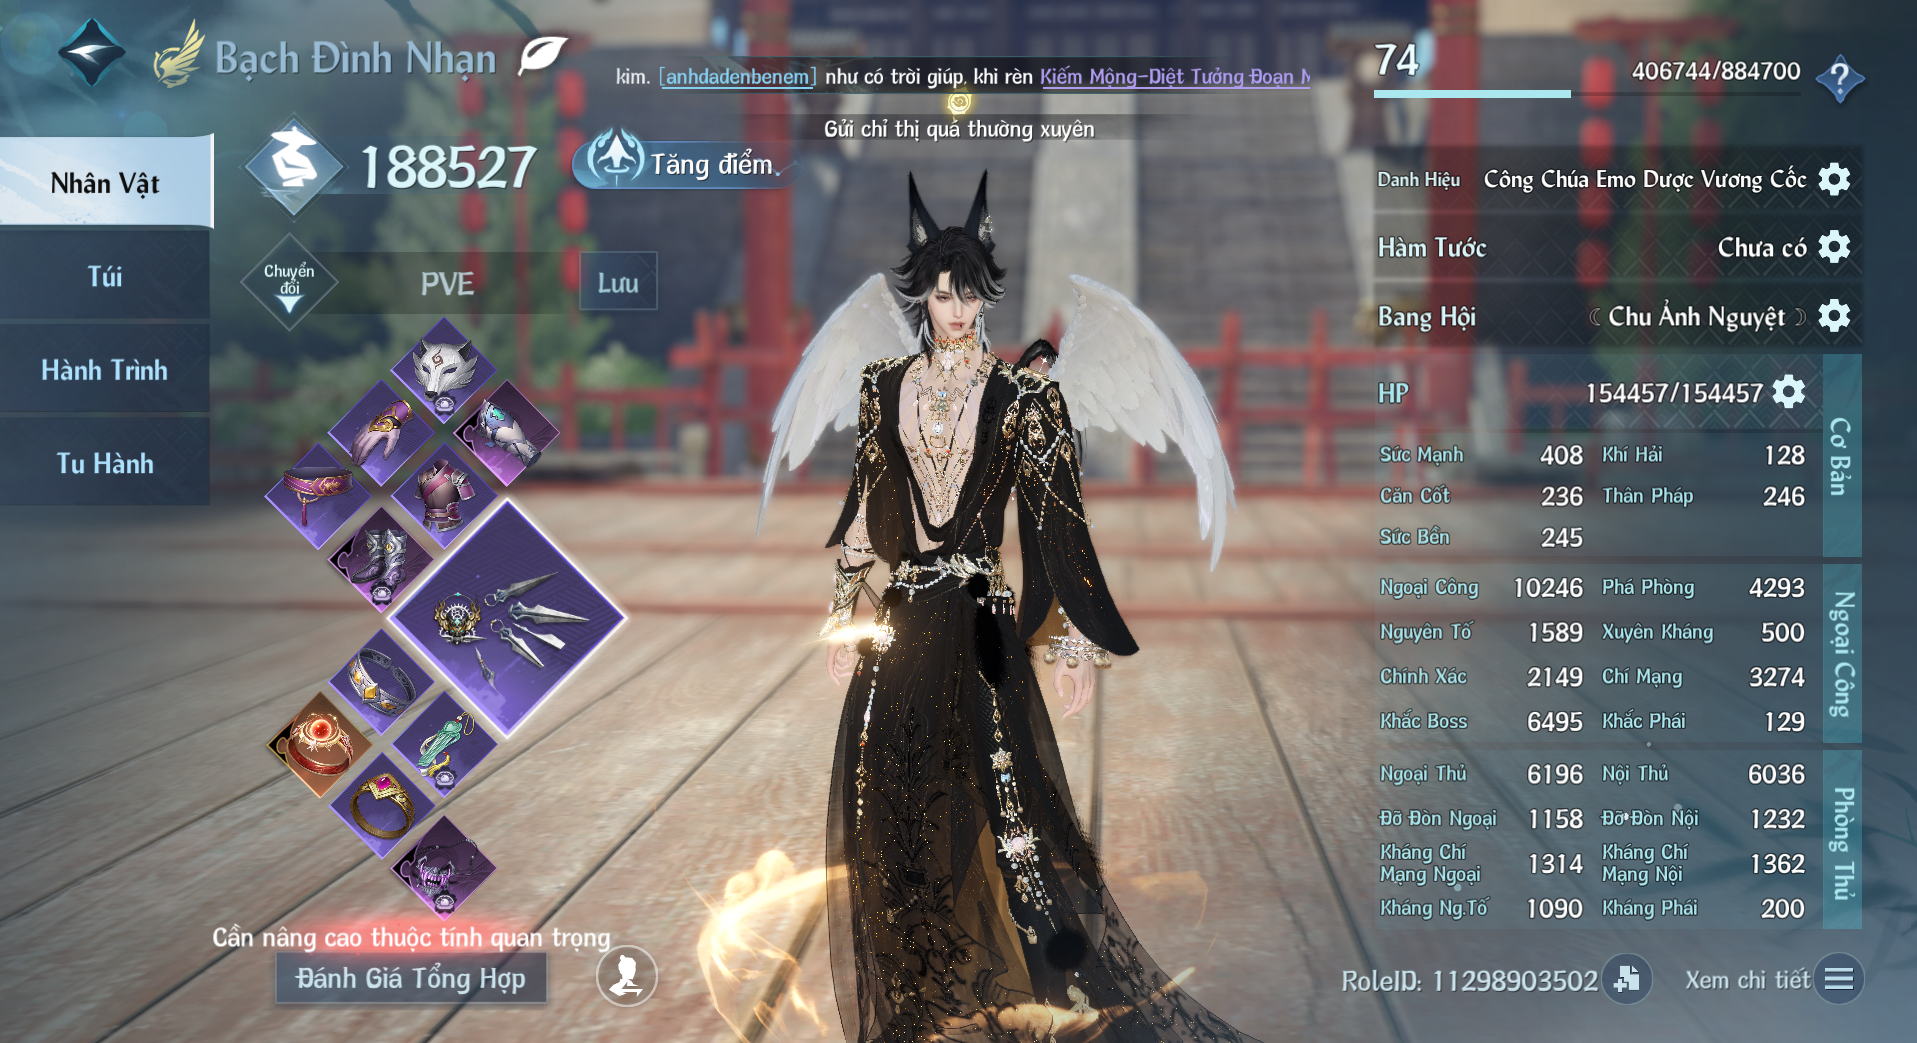 Bạch Đình Nhạn
kim. [anhdadenbenem] như có trời giúp, khi rèn Kiếm Mộng-Diệt Tưởng Đoạn
Gửi chỉ thị quá thường xuyên
74
406744/884700
?
Nhân Vật
Túi
Hành Trình
Tu Hành
188527
Tăng điểm
Chuyển đổi
PVE
Lưu
Danh Hiệu Công Chúa Emo Dược Vương Cốc
Hàm Tước Chưa có
Bang Hội ☾Chu Ảnh Nguyệt☽
HP 154457/154457
Sức Mạnh 408 Khí Hải 128
Căn Cốt 236 Thân Pháp 246
Sức Bền 245
Cơ Bản
Ngoại Công 10246 Phá Phòng 4293
Nguyên Tố 1589 Xuyên Kháng 500
Chính Xác 2149 Chí Mạng 3274
Khắc Boss 6495 Khắc Phái 129
Ngoại Công
Ngoại Thủ 6196 Nội Thủ 6036
Đỡ Đòn Ngoại 1158 Đỡ Đòn Nội 1232
Kháng Chí Mạng Ngoại 1314 Kháng Chí Mạng Nội 1362
Kháng Ng.Tố 1090 Kháng Phái 200
Phòng Thủ
Cần nâng cao thuộc tính quan trọng
Đánh Giá Tổng Hợp
RoleID: 11298903502
Xem chi tiết